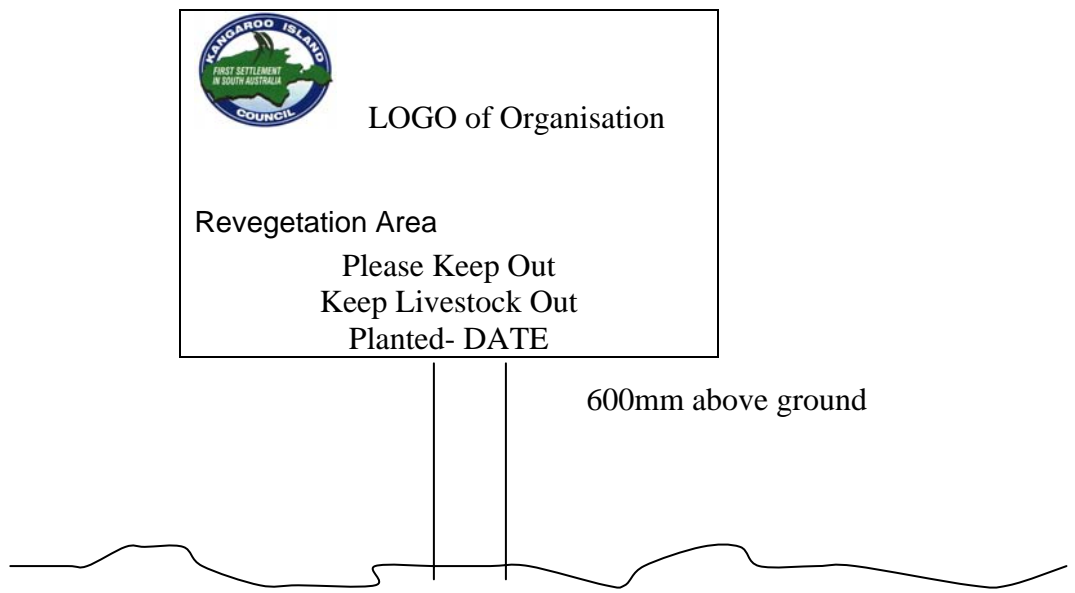 KANGAROO ISLAND
FIRST SETTLEMENT
IN SOUTH AUSTRALIA
COUNCIL
LOGO of Organisation
Revegetation Area
Please Keep Out
Keep Livestock Out
Planted- DATE
600mm above ground